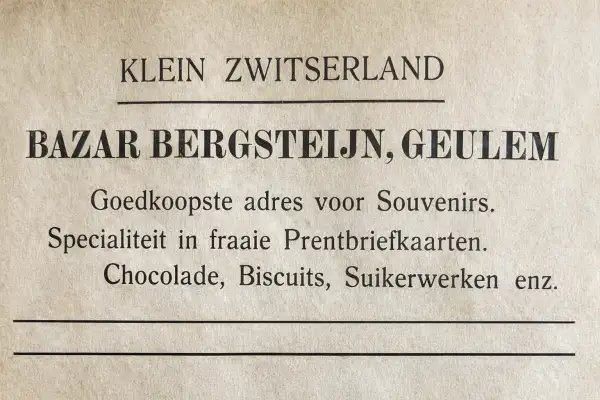 KLEIN ZWITSERLAND
BAZAR BERGSTEIJN, GEULEM
Goedkoopste adres voor Souvenirs.
Specialiteit in fraaie Prentbriefkaarten.
Chocolade, Biscuits, Suikerwerken enz.